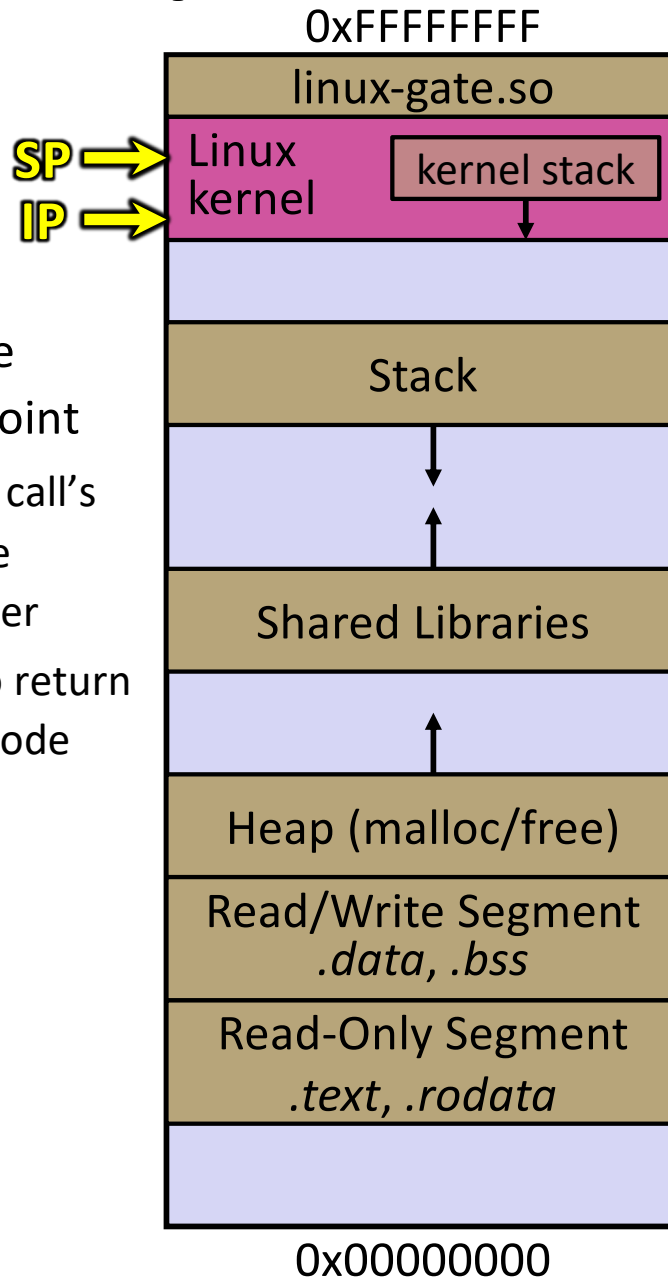 0xFFFFFFFF
linux-gate.so
SP
Linux
kernel
kernel stack
IP
Stack
oint
call's
Shared Libraries
er
return
ode
Heap (malloc/free)
Read/Write Segment
.data, .bss
Read-Only Segment
.text, .rodata
0x00000000